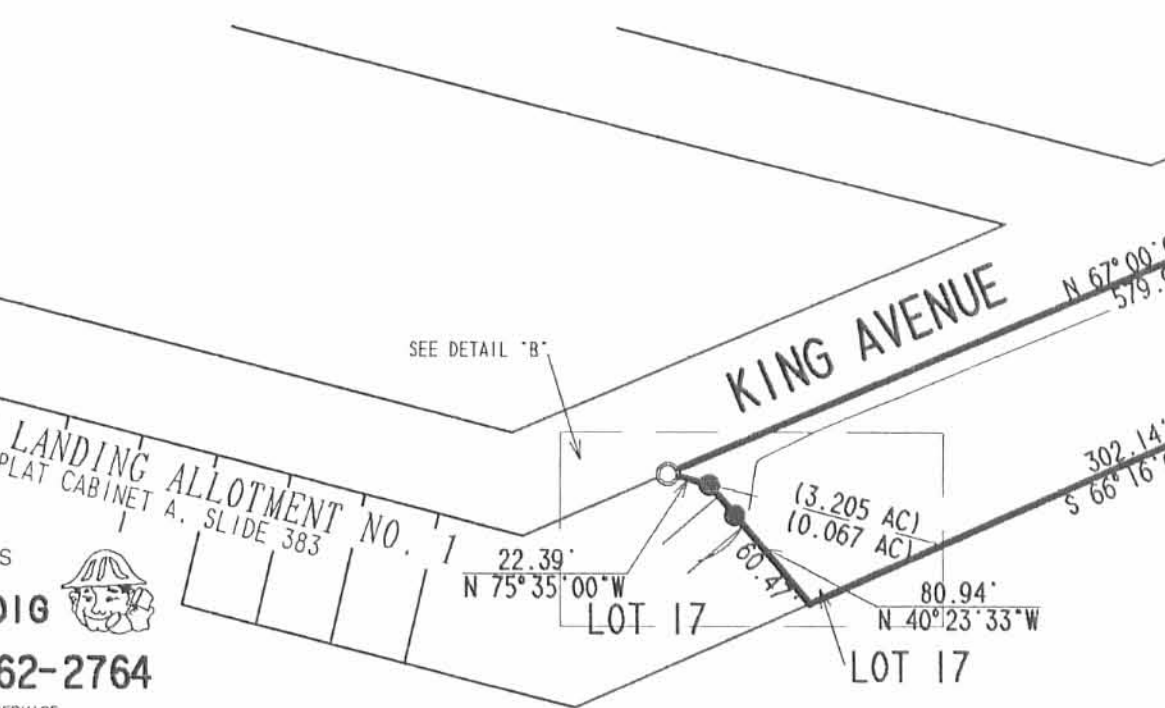 KING AVENUE
N 67° 00'
579.
SEE DETAIL "B"
302.14'
S 66° 16'
LANDING ALLOTMENT NO. 1
PLAT CABINET A, SLIDE 383
(3.205 AC)
(0.067 AC)
22.39'
N 75° 35' 00" W
60.47'
80.94'
N 40° 23' 33" W
LOT 17
LOT 17
S
DIG
62-2764